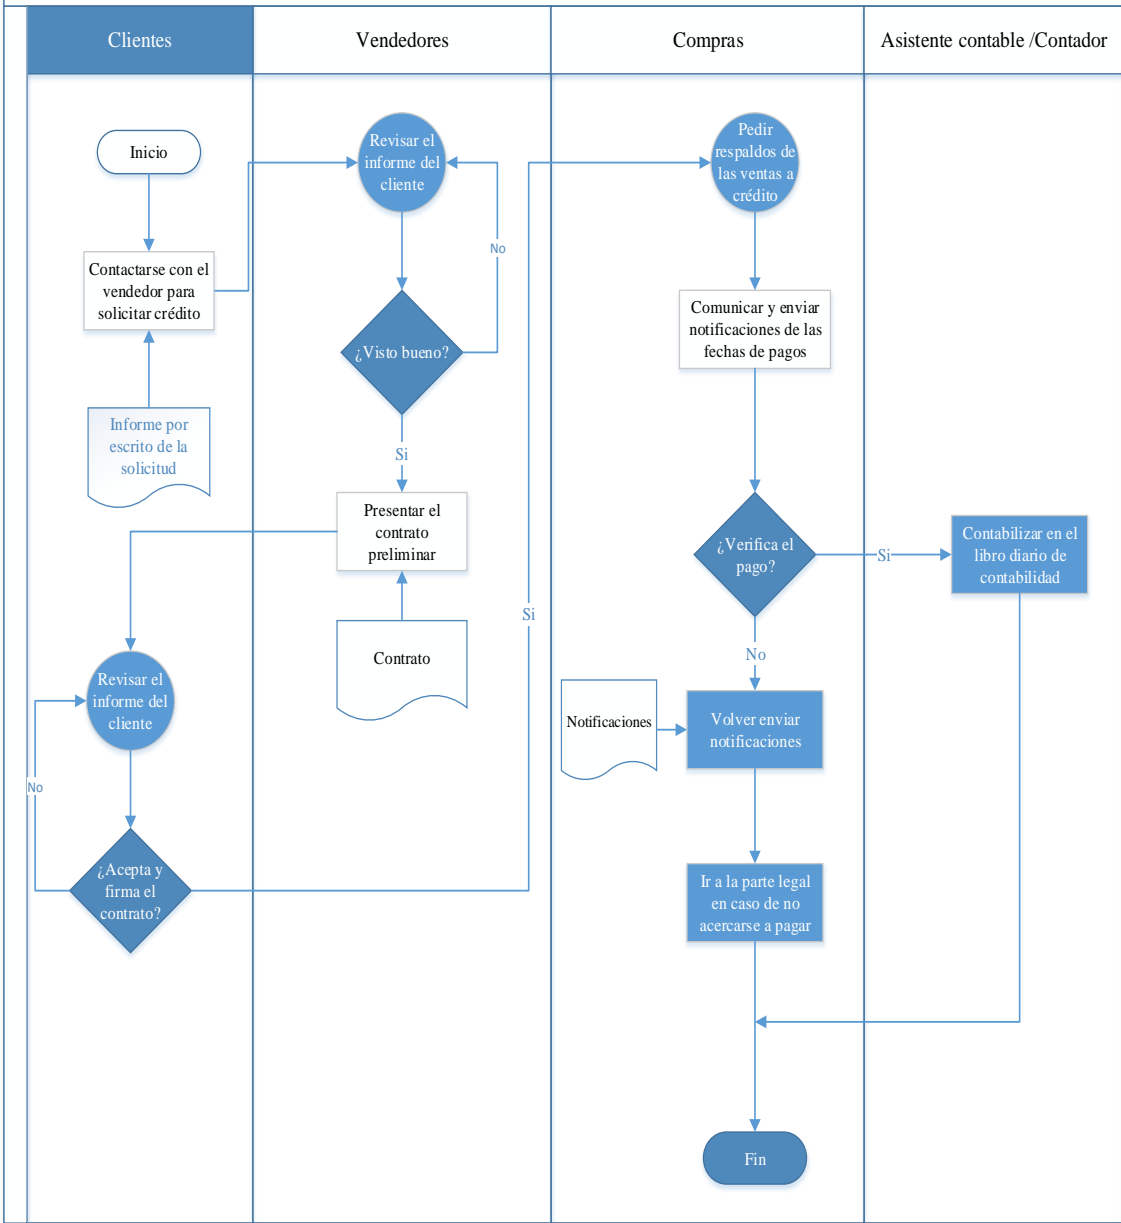 Clientes
Vendedores
Compras
Asistente contable /Contador
Inicio
Contactarse con el
vendedor para
solicitar crédito
Informe por
escrito de la
solicitud
Revisar el
informe del
cliente
No
¿Acepta y
firma el
contrato?
Revisar el
informe del
cliente
No
¿Visto bueno?
Si
Presentar el
contrato
preliminar
Contrato
Si
Pedir
respaldos de
las ventas a
crédito
Comunicar y enviar
notificaciones de las
fechas de pagos
¿Verifica el
pago?
Si
No
Notificaciones
Volver enviar
notificaciones
Ir a la parte legal
en caso de no
acercarse a pagar
Fin
Contabilizar en el
libro diario de
contabilidad